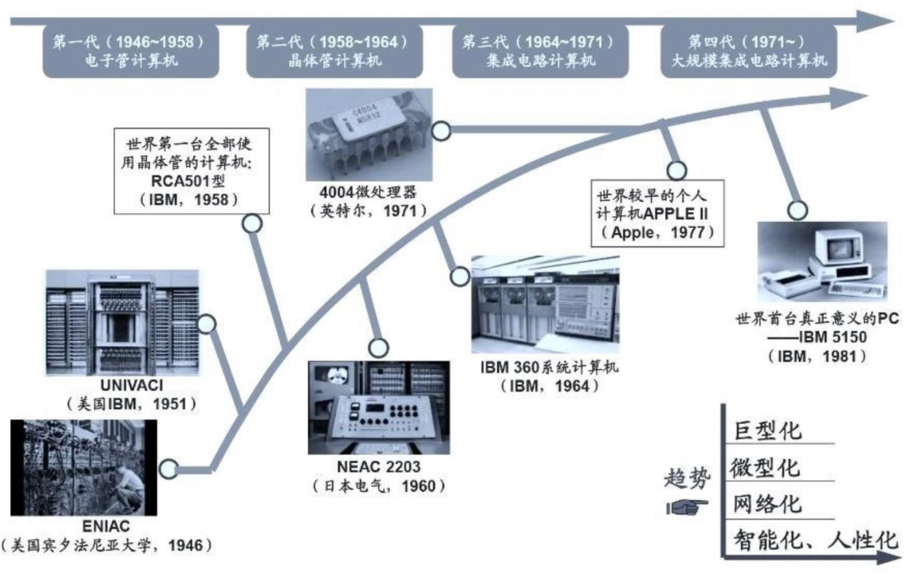 第一代（1946~1958）
电子管计算机
第二代（1958~1964）
晶体管计算机
第三代（1964~1971）
集成电路计算机
第四代（1971~）
大规模集成电路计算机
世界第一台全部使
用晶体管的计算机:
RCA501型
（IBM，1958）
C4004
4004微处理器
（英特尔，1971）
世界较早的个人
计算机APPLE II
（Apple，1977）
UNIVACI
（美国IBM，1951）
IBM 360系统计算机
（IBM，1964）
世界首台真正意义的PC
——IBM 5150
（IBM，1981）
NEAC 2203
（日本电气，1960）
ENIAC
（美国宾夕法尼亚大学，1946）
趋势
巨型化
微型化
网络化
智能化、人性化